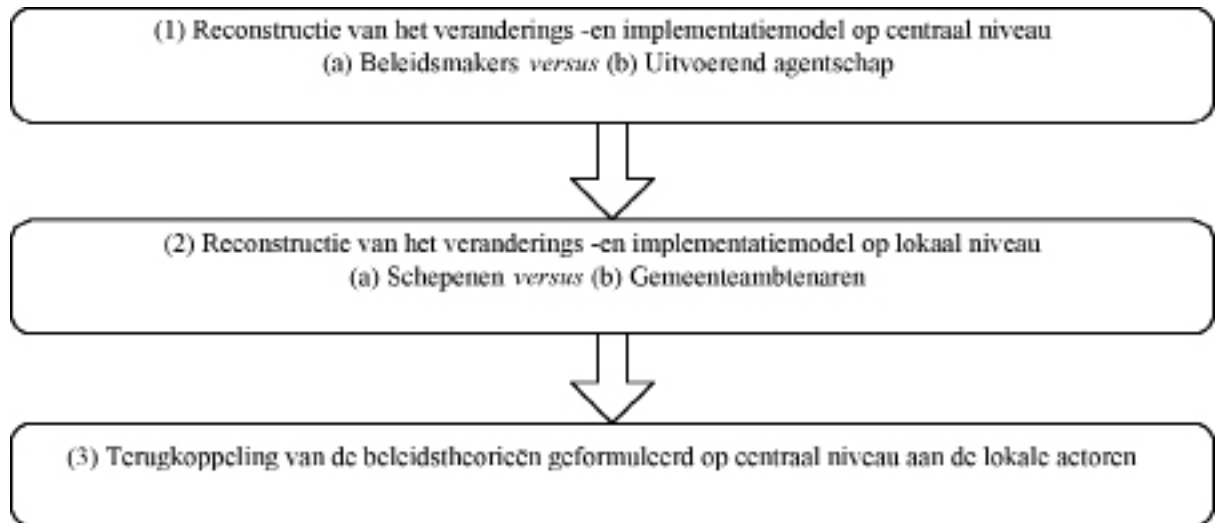 (1) Reconstructie van het veranderings -en implementatiemodel op centraal niveau
(a) Beleidsmakers versus (b) Uitvoerend agentschap
(2) Reconstructie van het veranderings -en implementatiemodel op lokaal niveau
(a) Schepenen versus (b) Gemeenteambtenaren
(3) Terugkoppeling van de beleidstheorieën geformuleerd op centraal niveau aan de lokale actoren